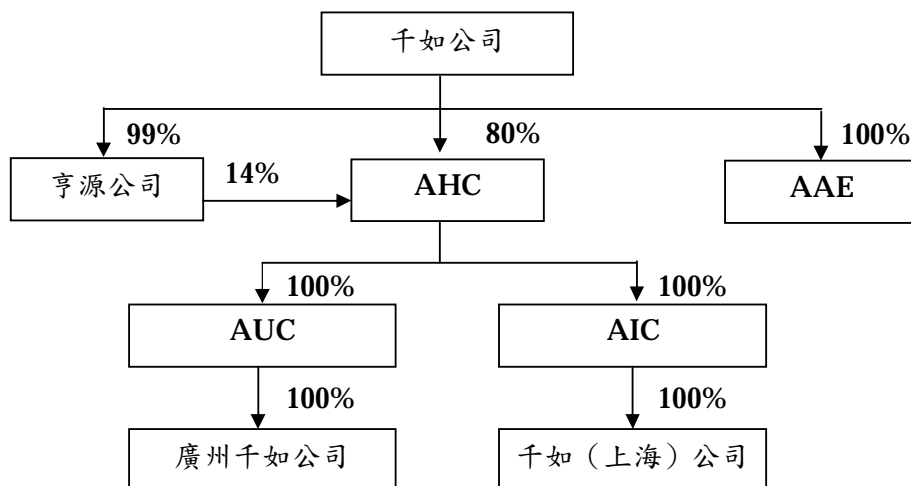 千如公司
99%
80%
100%
亨源公司
14%
AHC
AAE
100%
100%
AUC
AIC
100%
100%
廣州千如公司
千如（上海）公司